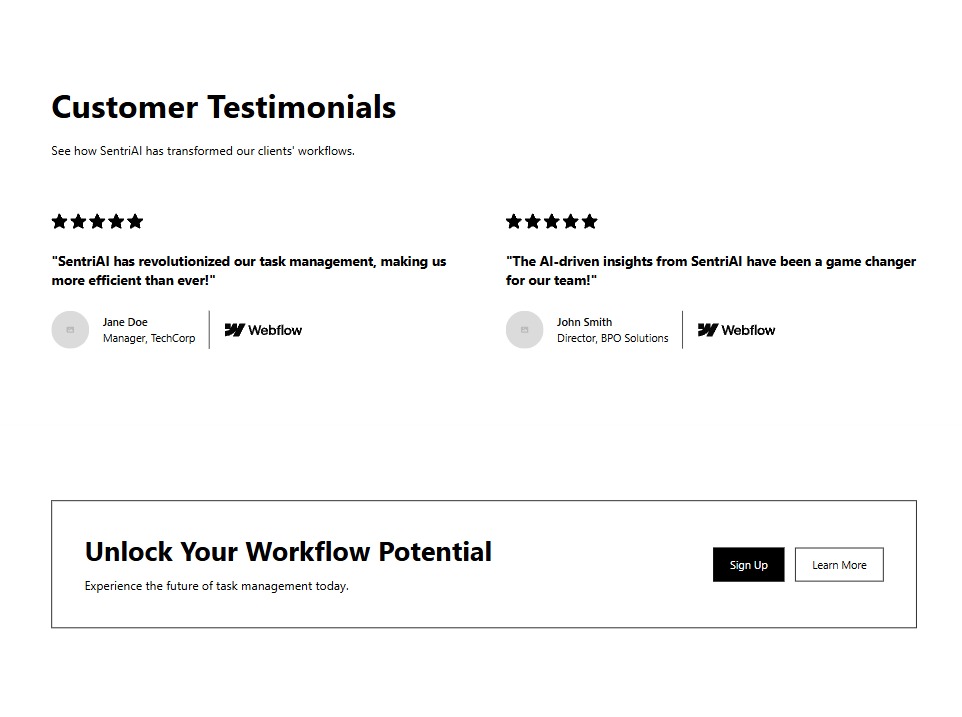 Customer Testimonials
See how SentriAI has transformed our clients' workflows.
"SentriAI has revolutionized our task management, making us
more efficient than ever!"
Jane Doe
Manager, TechCorp
Webflow
"The AI-driven insights from SentriAI have been a game changer
for our team!"
John Smith
Director, BPO Solutions
Webflow
Unlock Your Workflow Potential
Experience the future of task management today.
Sign Up
Learn More